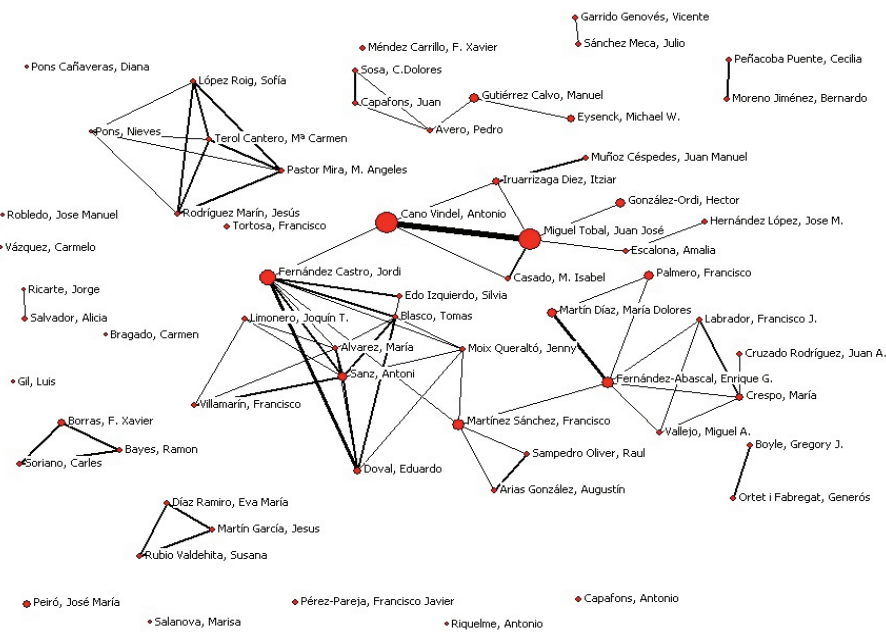 Garrido Genovés, Vicente
Sánchez Meca, Julio
Méndez Carrillo, F. Xavier
Peñacoba Puente, Cecilia
Pons Cañaveras, Diana
Sosa, C.Dolores
López Roig, Sofía
Gutiérrez Calvo, Manuel
Moreno Jiménez, Bernardo
Capafons, Juan
Eysenck, Michael W.
Avero, Pedro
Pons, Nieves
Terol Cantero, Mª Carmen
Muñoz Céspedes, Juan Manuel
Pastor Mira, M. Angeles
Iruarrizaga Diez, Itziar
González-Ordi, Hector
Robledo, Jose Manuel
Rodríguez Marín, Jesús
Cano Vindel, Antonio
Hernández López, Jose M.
Tortosa, Francisco
Miguel Tobal, Juan José
Vázquez, Carmelo
Escalona, Amalia
Fernández Castro, Jordi
Casado, M. Isabel
Palmero, Francisco
Ricarte, Jorge
Edo Izquierdo, Silvia
Martín Díaz, María Dolores
Salvador, Alicia
Limonero, Joquín T.
Blasco, Tomas
Labrador, Francisco J.
Bragado, Carmen
Alvarez, María
Moix Queraltó, Jenny
Cruzado Rodríguez, Juan A.
Gil, Luis
Sanz, Antoni
Fernández-Abascal, Enrique G.
Crespo, María
Villamarín, Francisco
Borras, F. Xavier
Martínez Sánchez, Francisco
Vallejo, Miguel A.
Bayes, Ramon
Boyle, Gregory J.
Soriano, Carles
Doval, Eduardo
Sampedro Oliver, Raul
Arias González, Augustín
Ortet i Fabregat, Generós
Díaz Ramiro, Eva María
Martín García, Jesus
Rubio Valdehita, Susana
Peiró, José María
Pérez-Pareja, Francisco Javier
Capafons, Antonio
Salanova, Marisa
Riquelme, Antonio